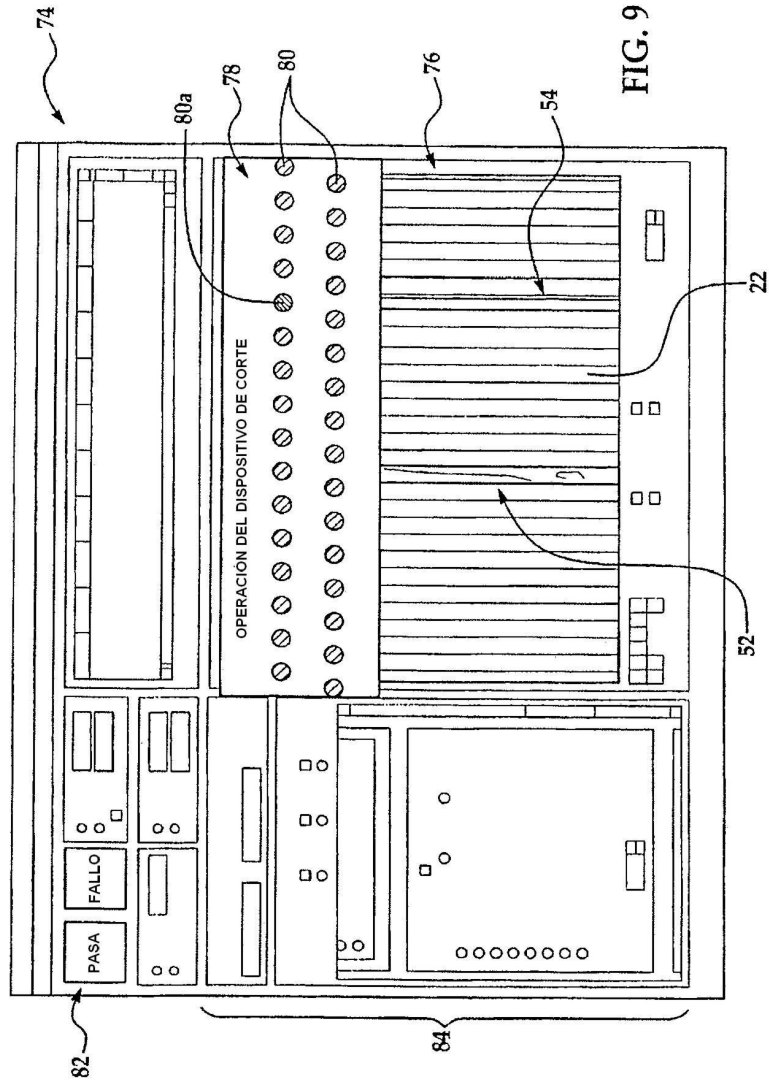 74
80a
78
80
82
PASA
FALLO
OPERACIÓN DEL DISPOSITIVO DE CORTE
76
54
84
52
22
FIG. 9